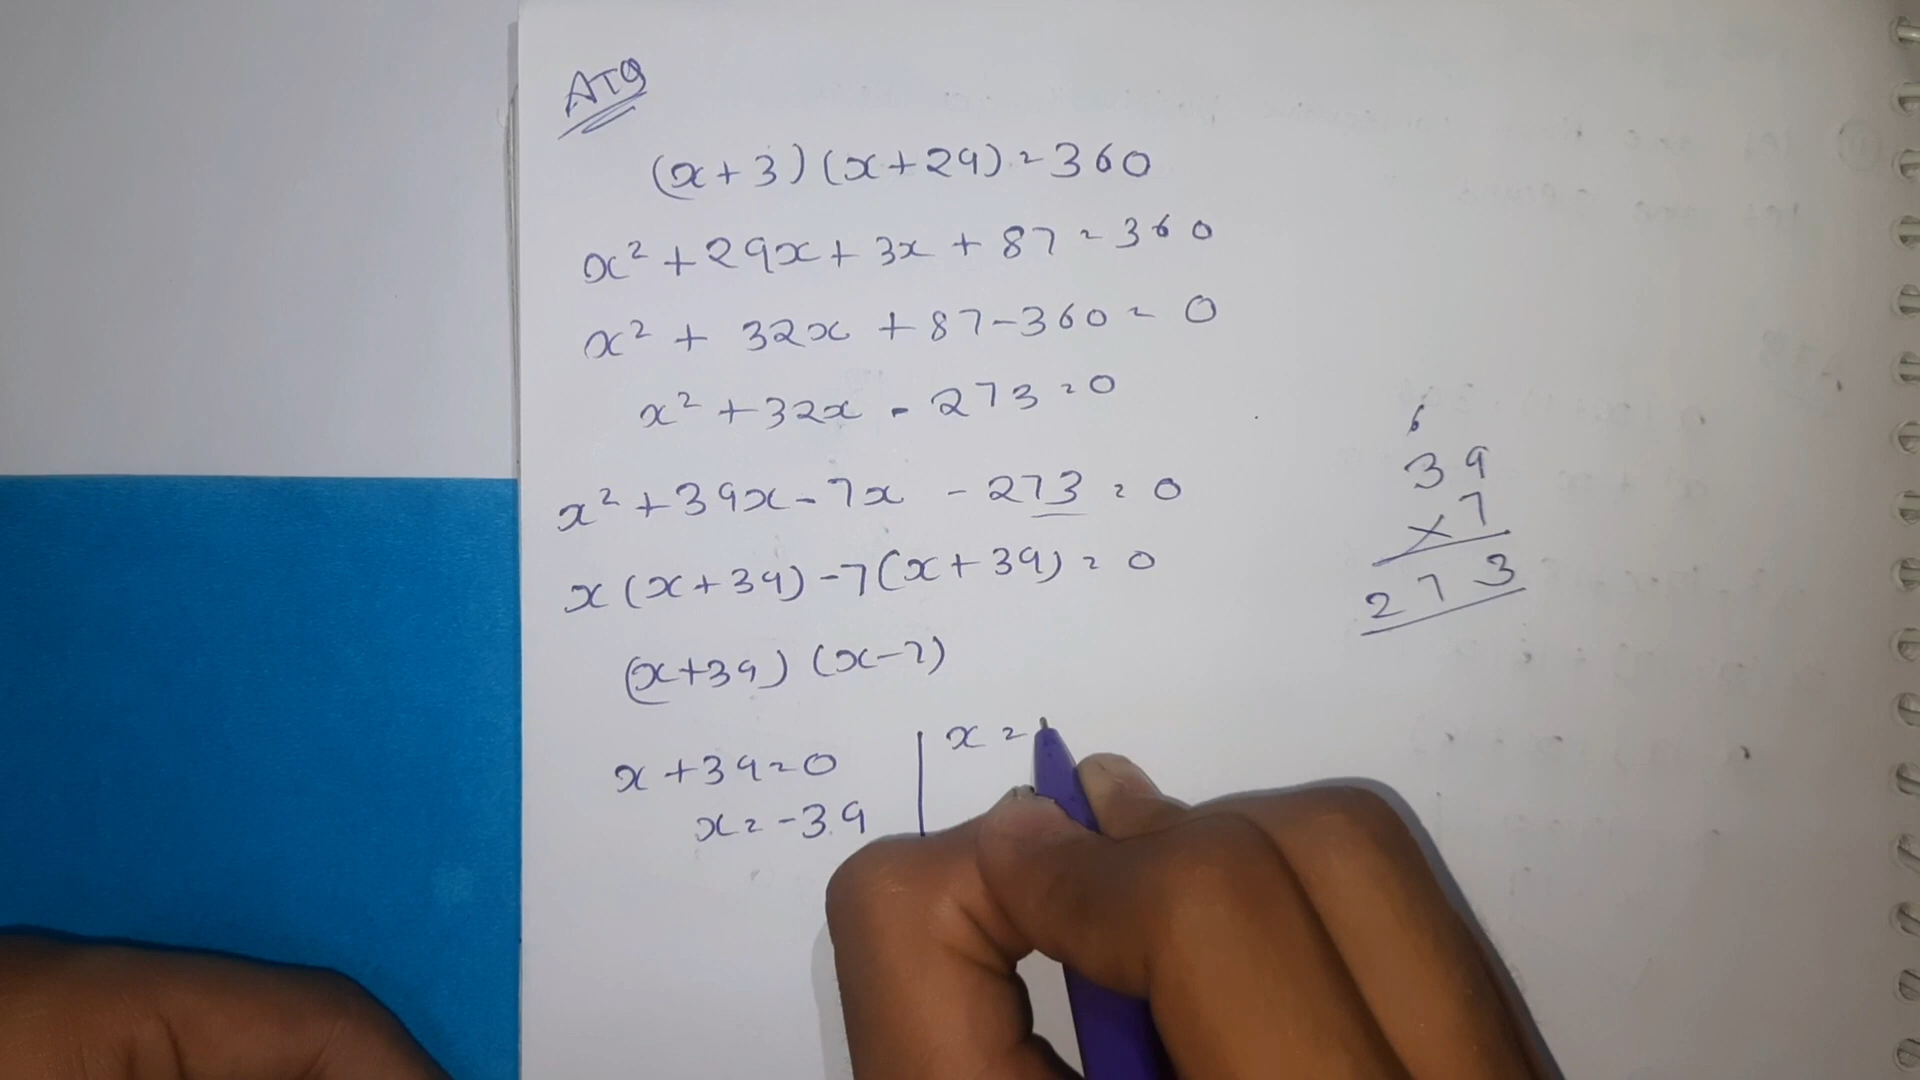 ATQ
(x+3)(x+29)=360
x²+29x+3x+87=360
x²+32x+87-360=0
x²+32x-273=0
x²+39x-7x-273=0
x(x+39)-7(x+39)=0
(x+39)(x-7)
x+39=0
x=-39
x=
6
39
×7
273